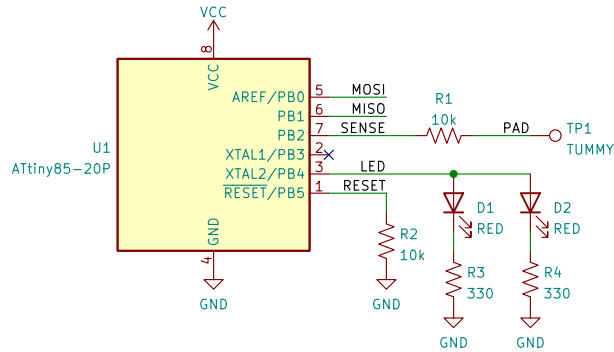 VCC
8
VCC
AREF/PB0 5 MOSI
PB1 6 MISO
PB2 7 SENSE
R1
10k
PAD
TP1
TUMMY
U1
ATtiny85-20P
XTAL1/PB3 2
XTAL2/PB4 3 LED
RESET/PB5 1 RESET
D1
RED
D2
RED
R2
10k
GND
4
GND
GND
R3
330
R4
330
GND
GND